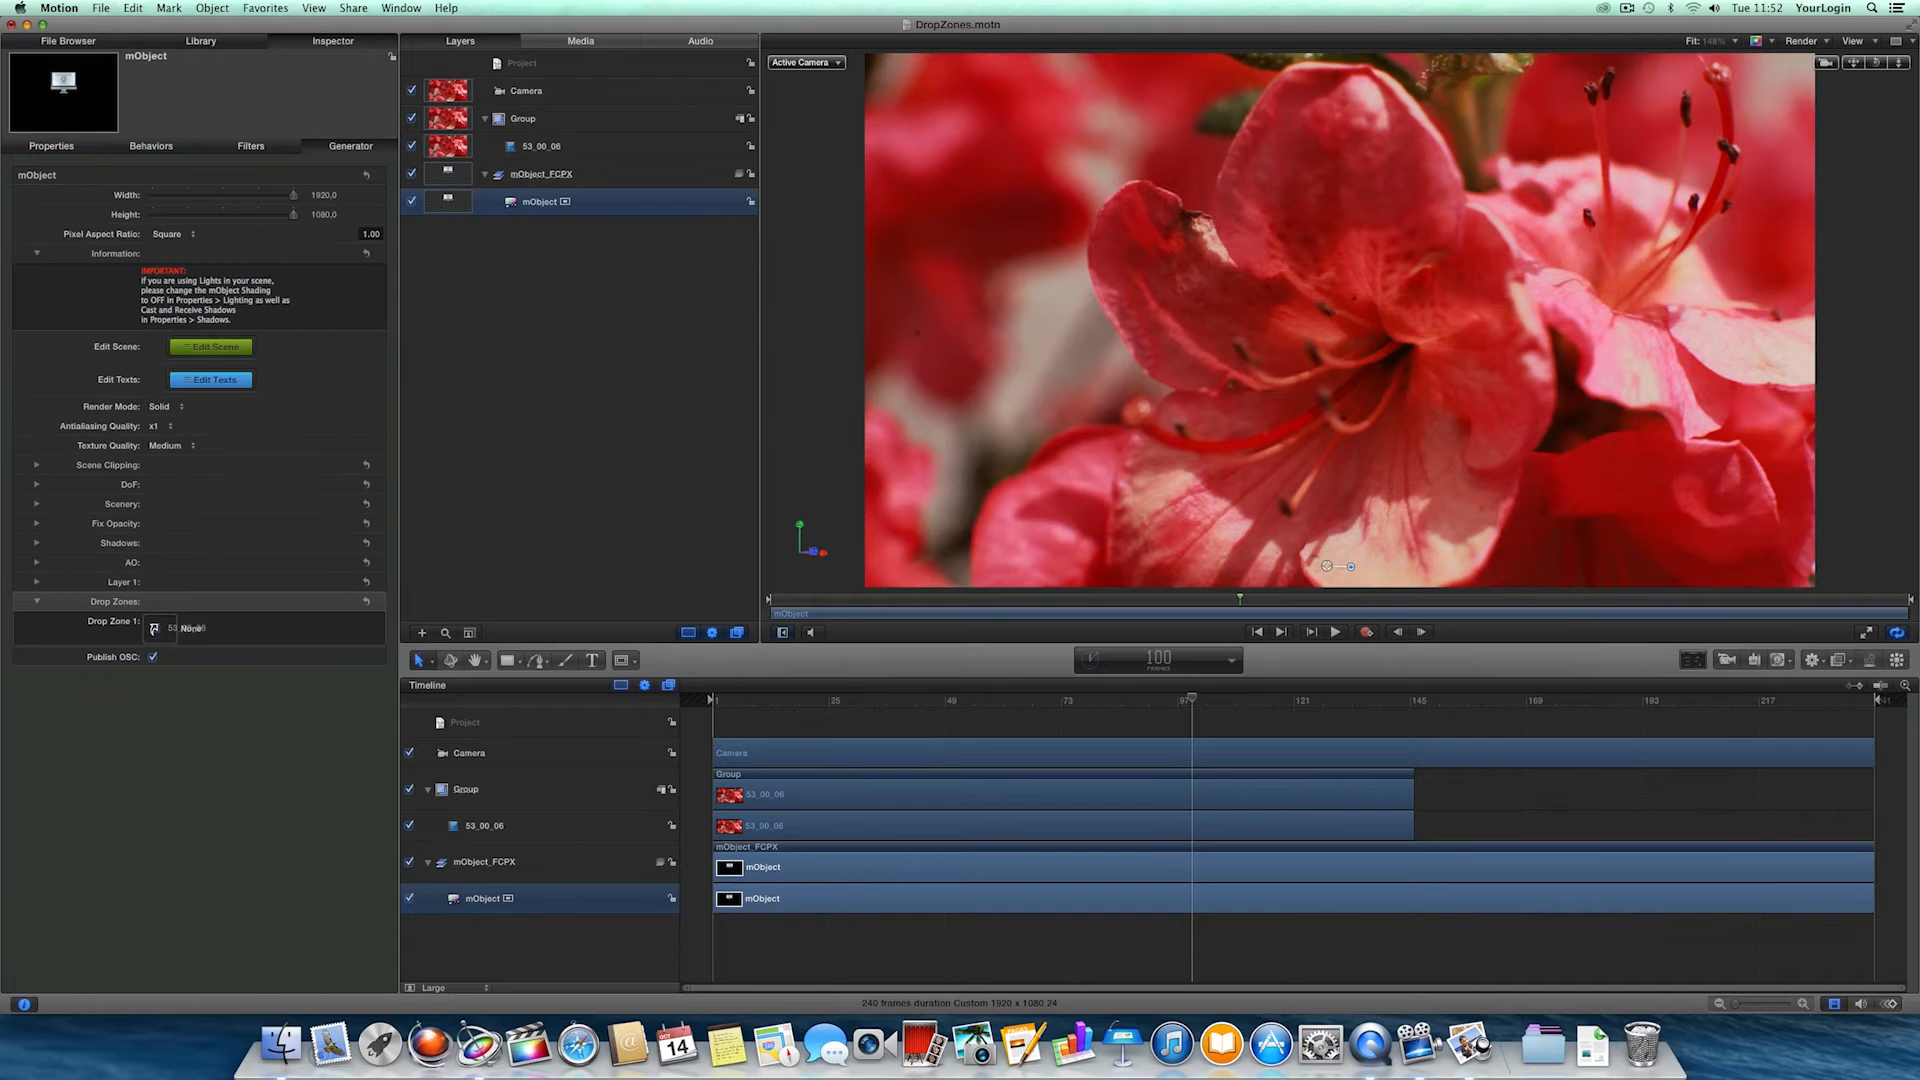 Motion File Edit Mark Object Favorites View Share Window Help
Tue 11:52 YourLogin
DropZones.motn
File Browser Library Inspector
Layers Media Audio
Fit: 148% Render View
mObject
Active Camera
Project
Camera
Group
53_00_06
mObject_FCPX
mObject
Properties Behaviors Filters Generator
mObject
Width: 1920,0
Height: 1080,0
Pixel Aspect Ratio: Square 1.00
Information:
IMPORTANT:
If you are using Lights in your scene,
please change the mObject Shading
to OFF in Properties > Lighting as well as
Cast and Receive Shadows
in Properties > Shadows.
Edit Scene: Edit Scene
Edit Texts: Edit Texts
Render Mode: Solid
Antialiasing Quality: x1
Texture Quality: Medium
Scene Clipping:
DoF:
Scenery:
Fix Opacity:
Shadows:
AO:
Layer 1:
Drop Zones:
Drop Zone 1: None
Publish OSC:
mObject
100
FRAMES
Timeline
1 25 49 73 97 121 145 169 193 217 241
Project
Camera
Camera
Group
Group
53_00_06
53_00_06
53_00_06
mObject_FCPX
mObject_FCPX
mObject
mObject
mObject
Large
240 frames duration Custom 1920 x 1080 24
OCT
14
PAGES